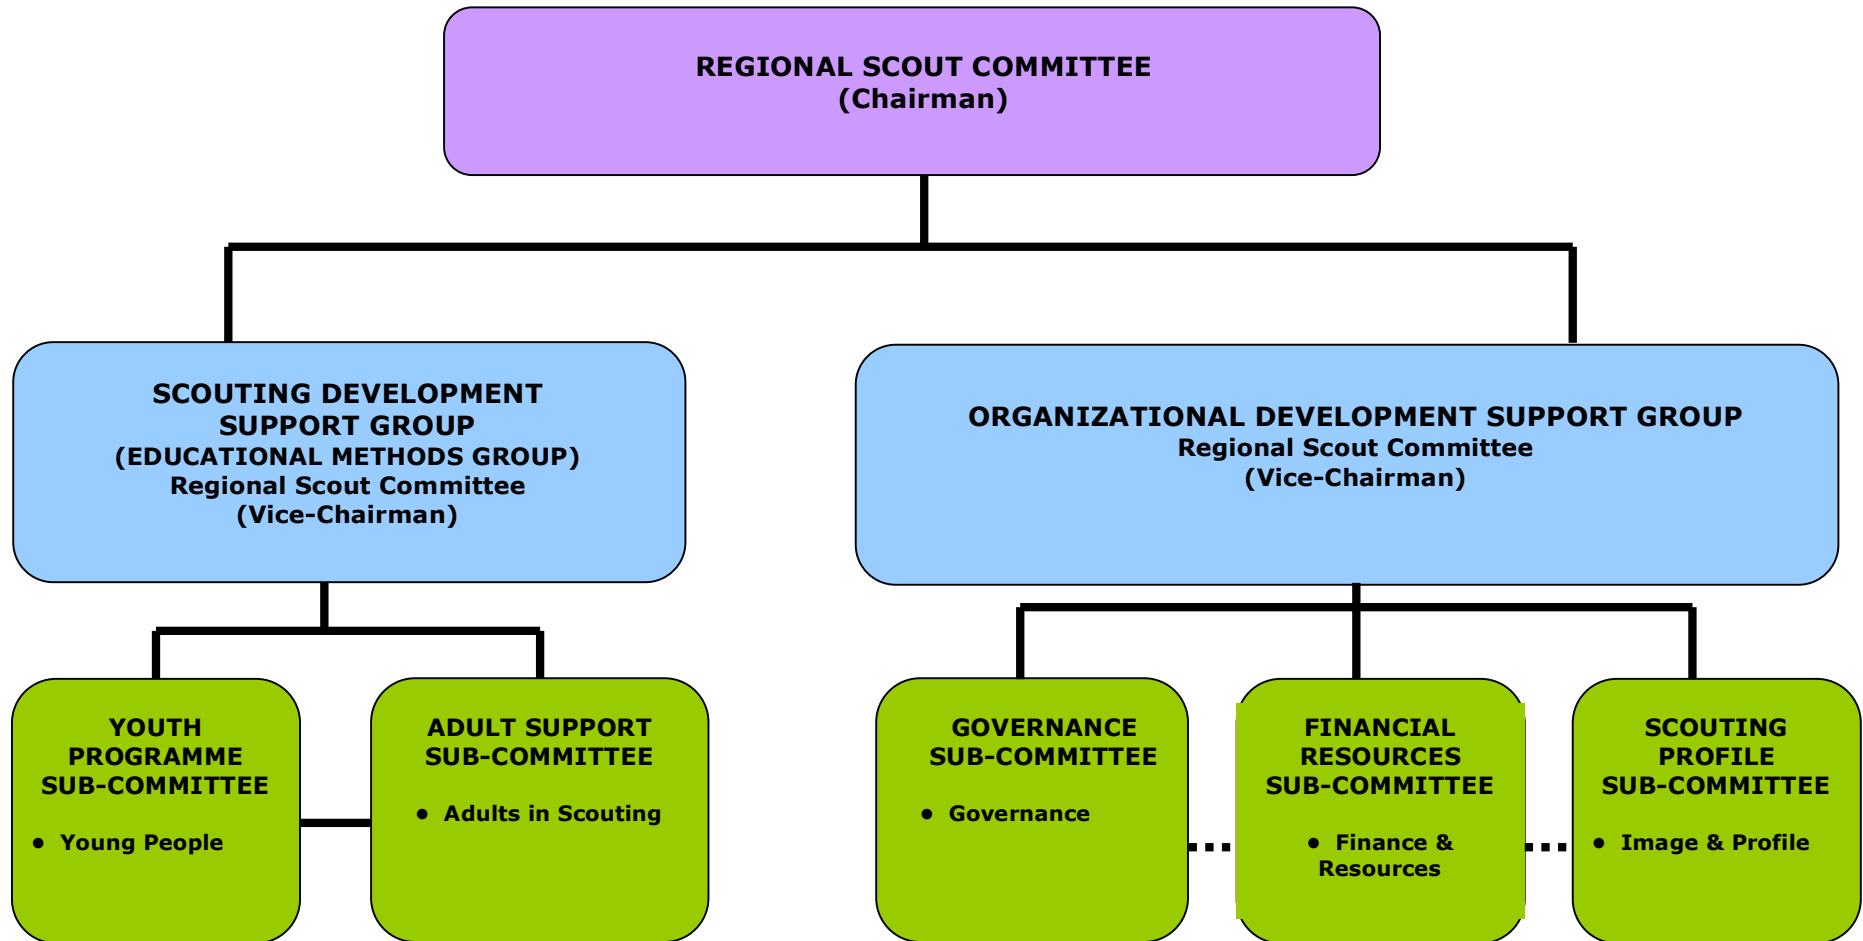 REGIONAL SCOUT COMMITTEE
(Chairman)
SCOUTING DEVELOPMENT
SUPPORT GROUP
(EDUCATIONAL METHODS GROUP)
Regional Scout Committee
(Vice-Chairman)
ORGANIZATIONAL DEVELOPMENT SUPPORT GROUP
Regional Scout Committee
(Vice-Chairman)
YOUTH
PROGRAMME
SUB-COMMITTEE
• Young People
ADULT SUPPORT
SUB-COMMITTEE
• Adults in Scouting
GOVERNANCE
SUB-COMMITTEE
• Governance
FINANCIAL
RESOURCES
SUB-COMMITTEE
• Finance &
Resources
SCOUTING
PROFILE
SUB-COMMITTEE
• Image & Profile